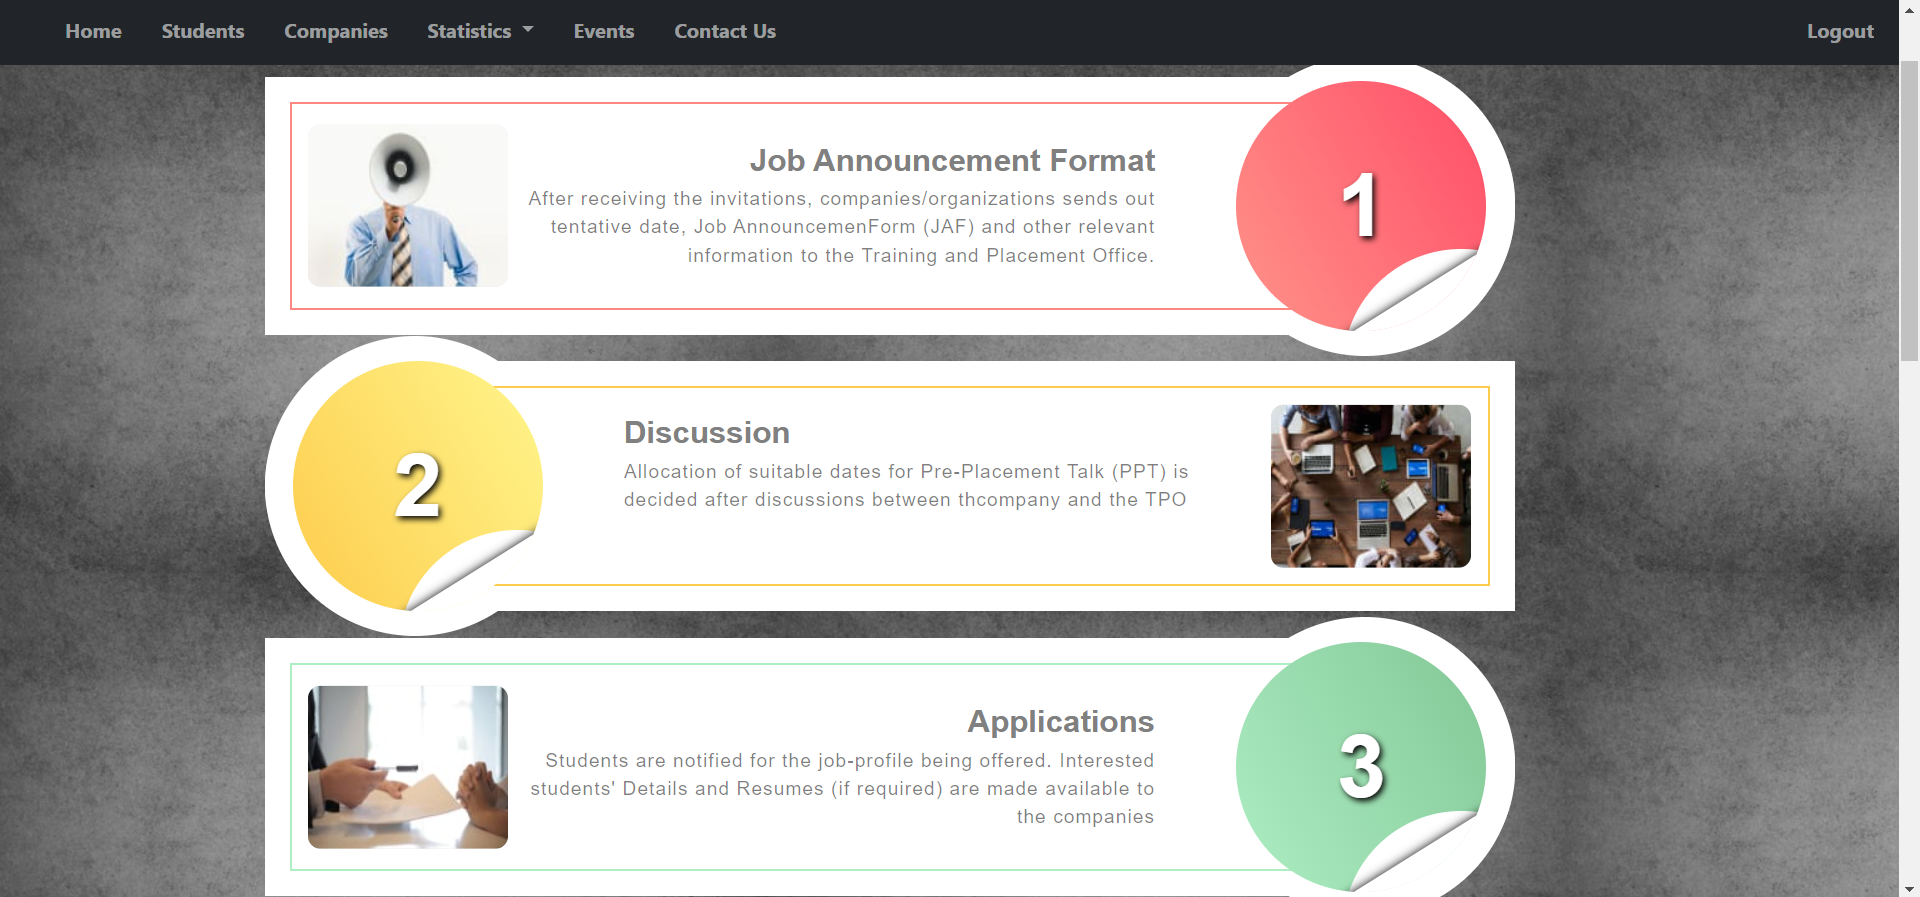 Home Students Companies Statistics Events Contact Us Logout
Job Announcement Format
After receiving the invitations, companies/organizations sends out
tentative date, Job AnnouncemenForm (JAF) and other relevant
information to the Training and Placement Office.
1
2
Discussion
Allocation of suitable dates for Pre-Placement Talk (PPT) is
decided after discussions between thcompany and the TPO
Applications
Students are notified for the job-profile being offered. Interested
students' Details and Resumes (if required) are made available to
the companies
3